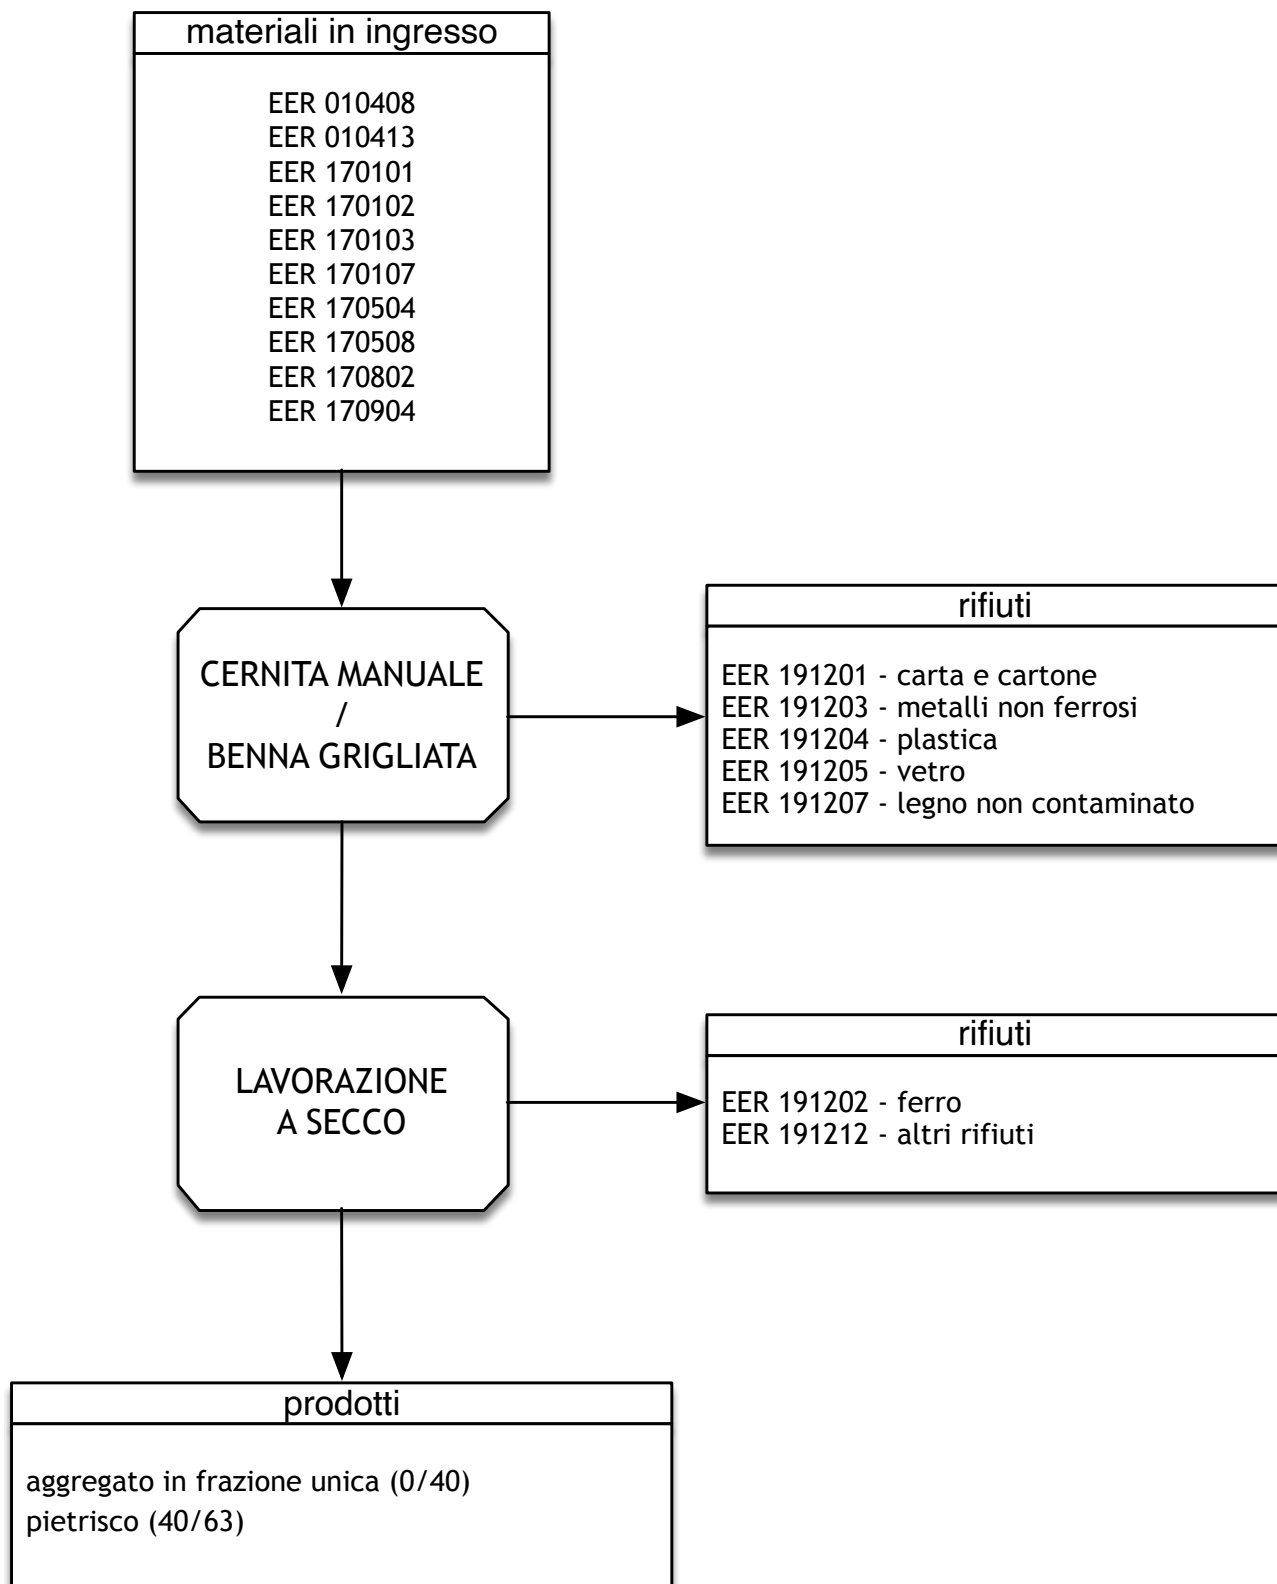 materiali in ingresso
EER 010408
EER 010413
EER 170101
EER 170102
EER 170103
EER 170107
EER 170504
EER 170508
EER 170802
EER 170904
CERNITA MANUALE
/
BENNA GRIGLIATA
rifiuti
EER 191201 - carta e cartone
EER 191203 - metalli non ferrosi
EER 191204 - plastica
EER 191205 - vetro
EER 191207 - legno non contaminato
LAVORAZIONE
A SECCO
rifiuti
EER 191202 - ferro
EER 191212 - altri rifiuti
prodotti
aggregato in frazione unica (0/40)
pietrisco (40/63)